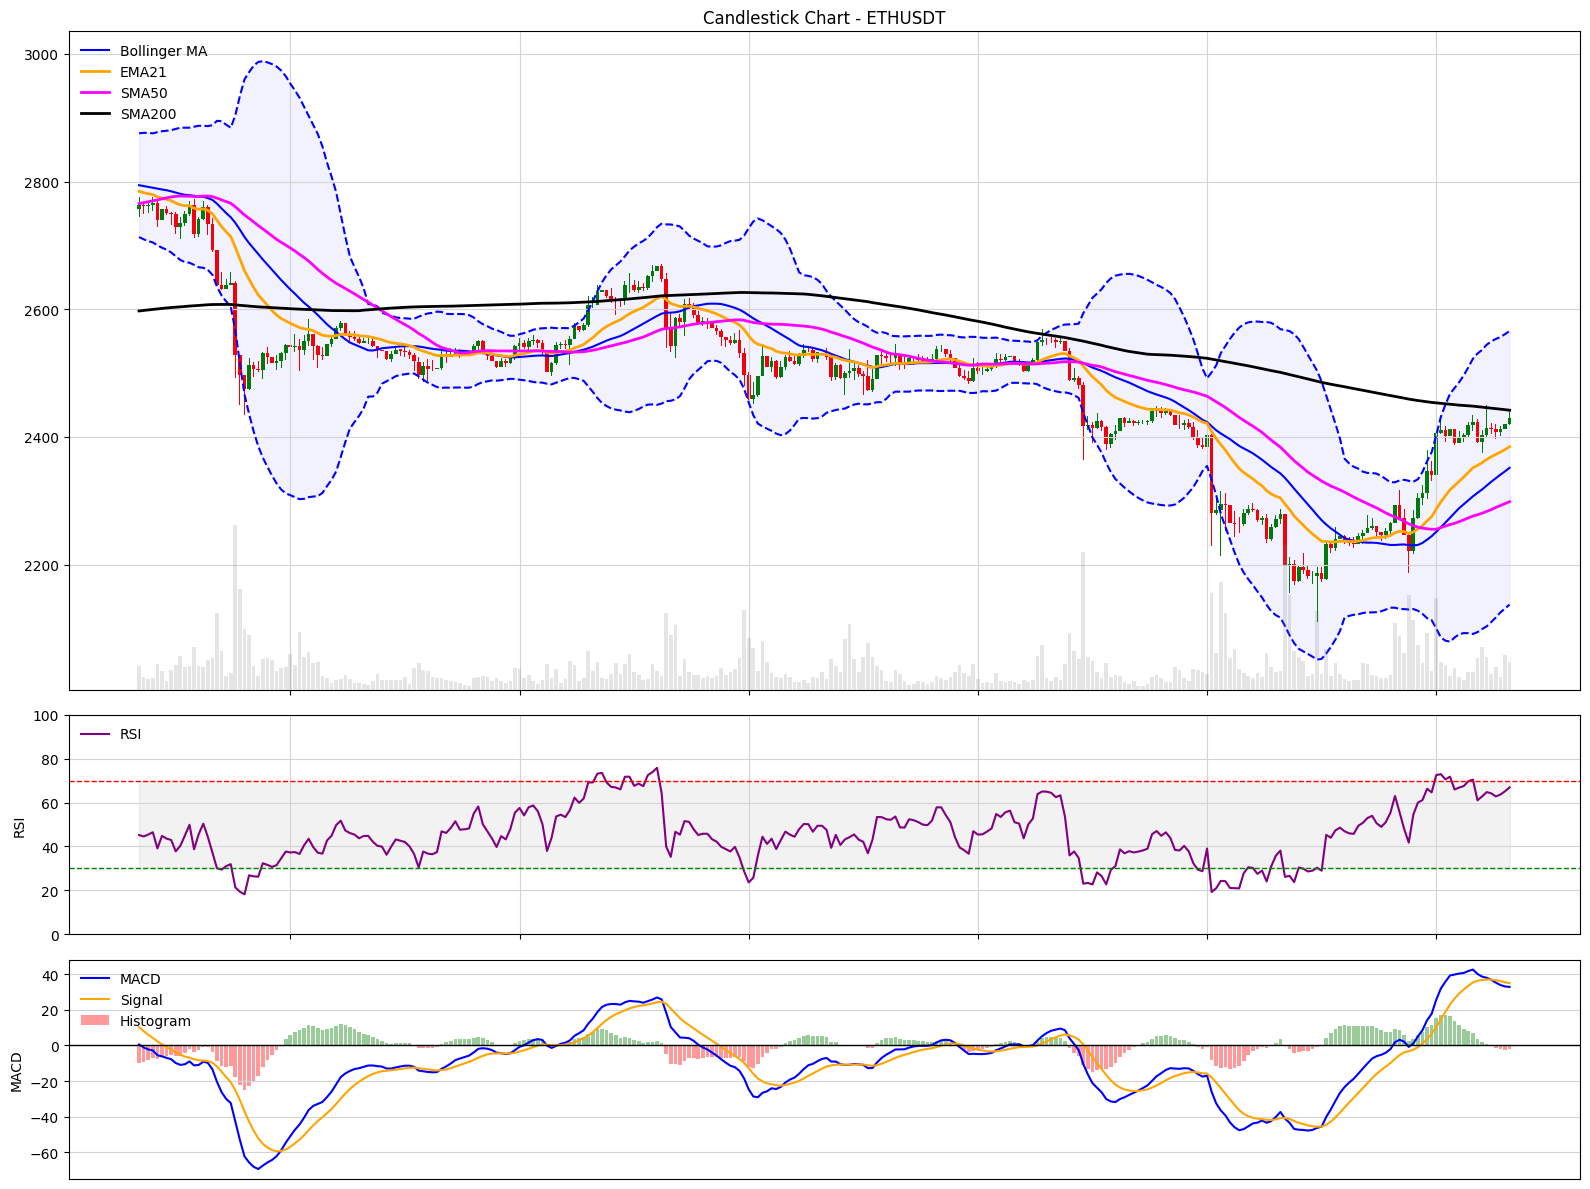 Candlestick Chart - ETHUSDT
Bollinger MA
EMA21
SMA50
SMA200
3000
2800
2600
2400
2200
RSI
RSI
100
80
60
40
20
0
MACD
Signal
Histogram
MACD
40
20
0
−20
−40
−60